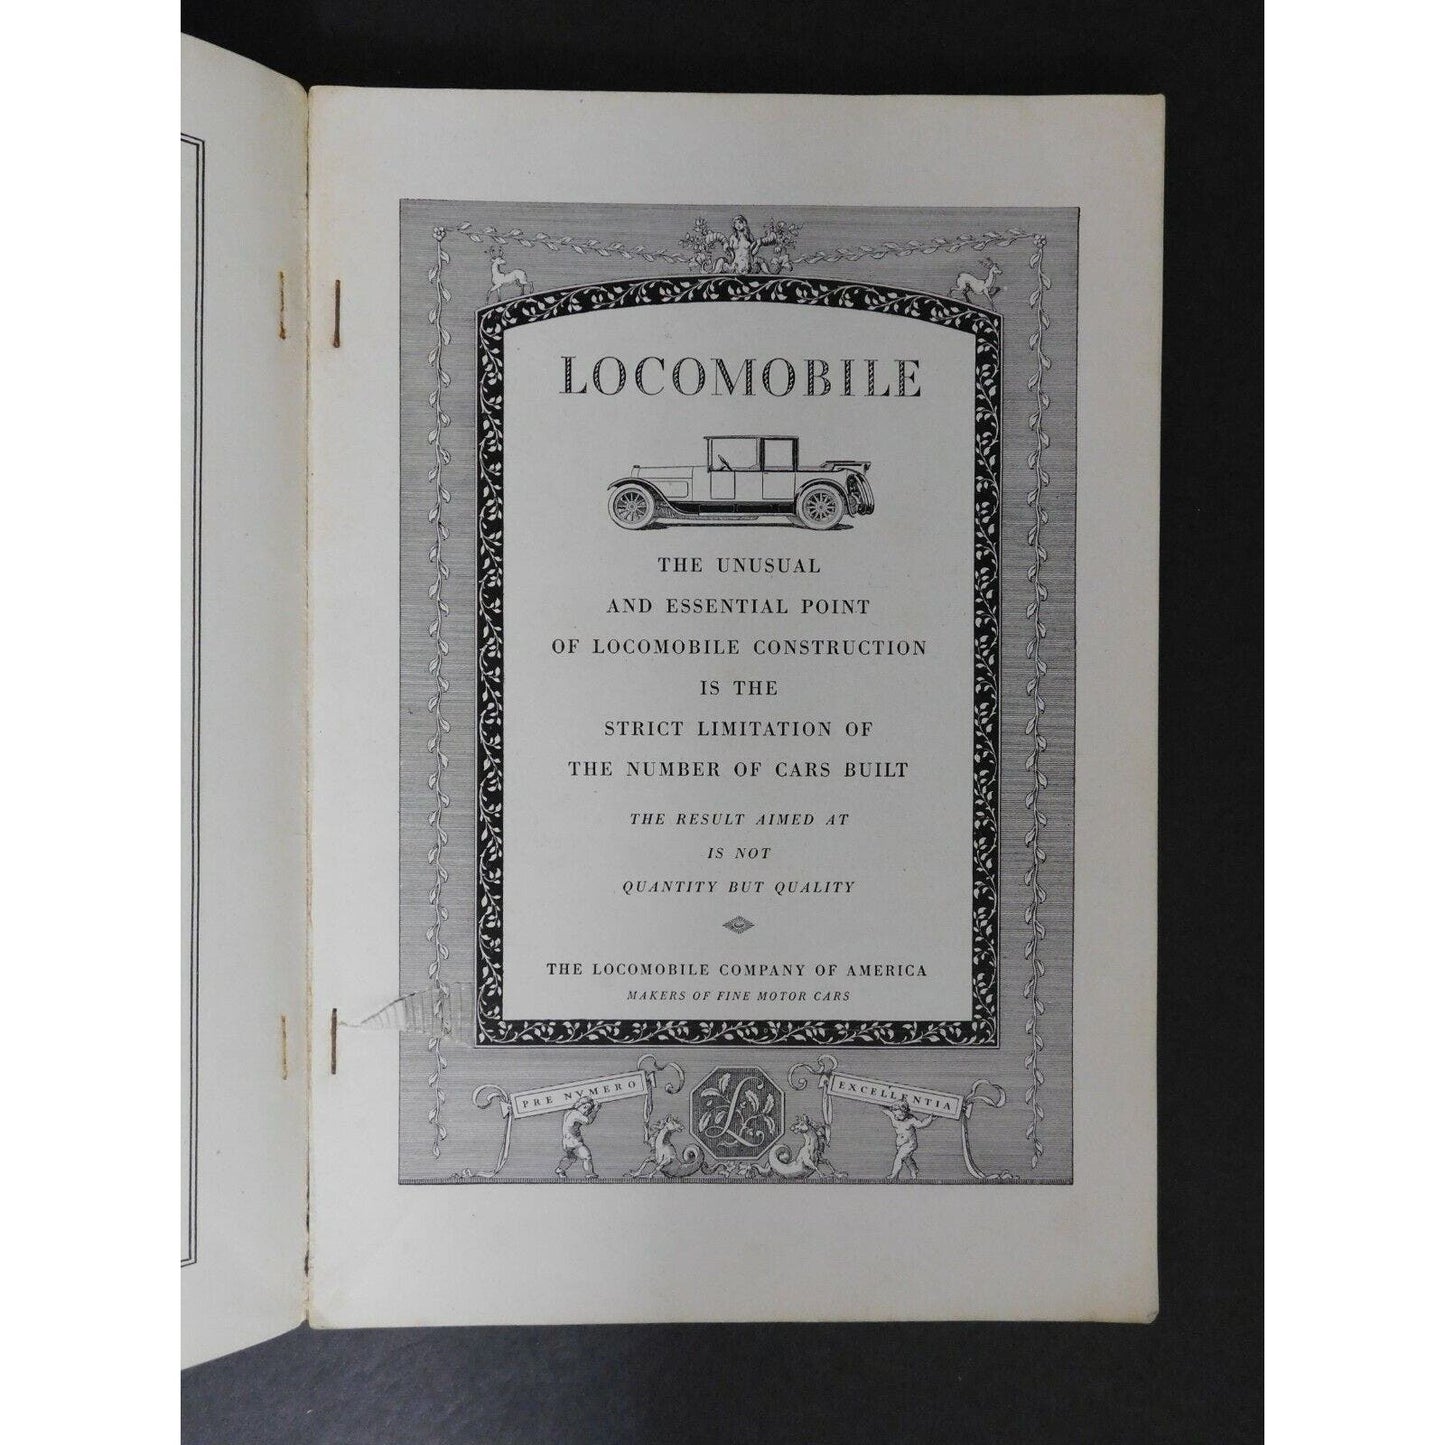 LOCOMOBILE
THE UNUSUAL
AND ESSENTIAL POINT
OF LOCOMOBILE CONSTRUCTION
IS THE
STRICT LIMITATION OF
THE NUMBER OF CARS BUILT
THE RESULT AIMED AT
IS NOT
QUANTITY BUT QUALITY
THE LOCOMOBILE COMPANY OF AMERICA
MAKERS OF FINE MOTOR CARS
PRE NVMERO
L
EXCELLENTIA